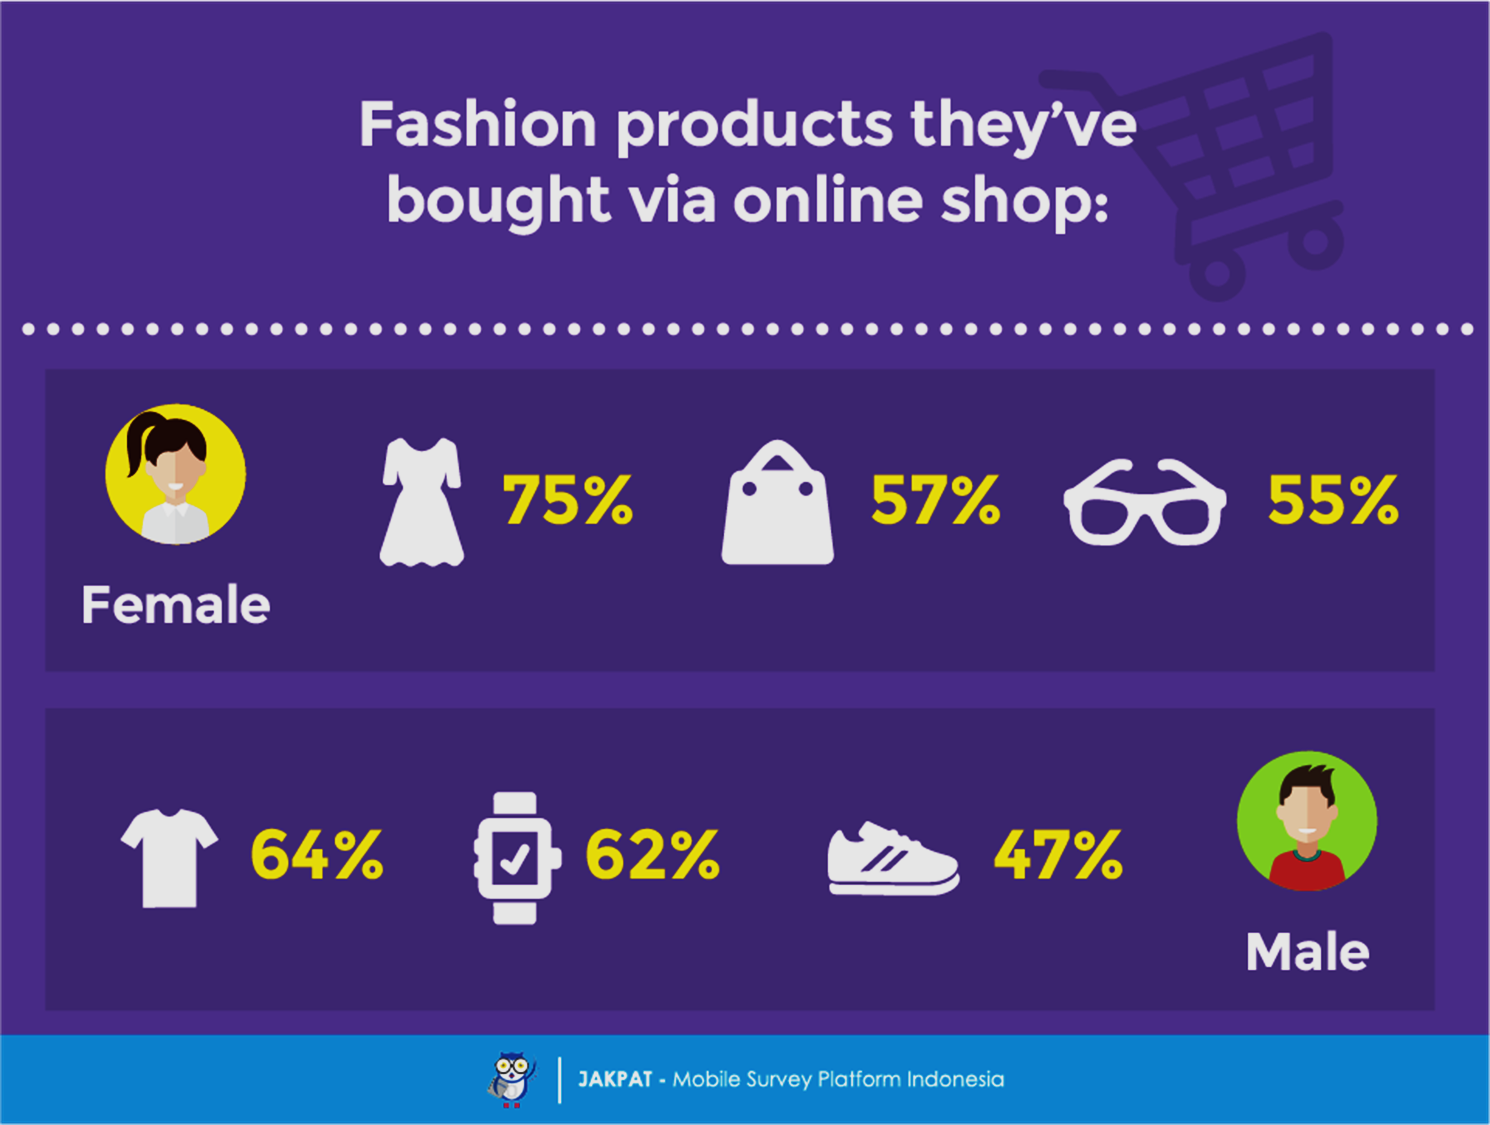 Fashion products they’ve
bought via online shop:
75%
57%
55%
Female
64%
62%
47%
Male
JAKPAT - Mobile Survey Platform Indonesia